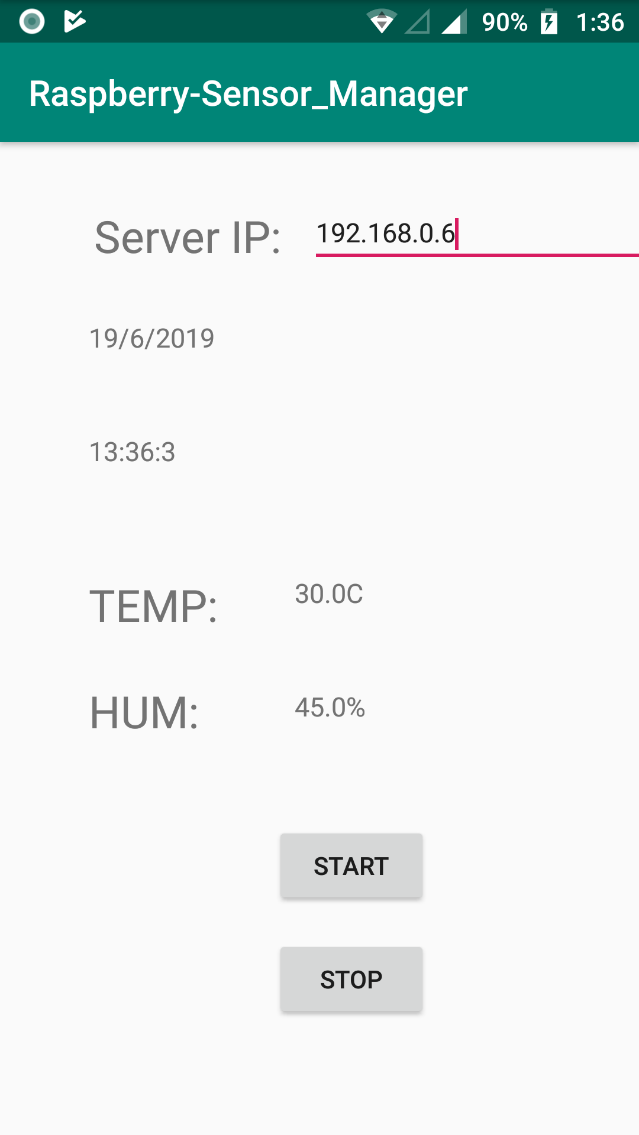 90% 1:36
Raspberry-Sensor_Manager
Server IP: 192.168.0.6
19/6/2019
13:36:3
TEMP: 30.0C
HUM: 45.0%
START
STOP